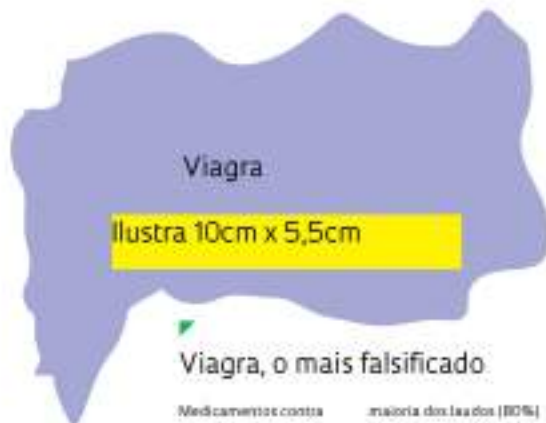 Viagra
Ilustra 10cm x 5,5cm
Viagra, o mais falsificado
Medicamentos contra
maioria dos laudos (80%)